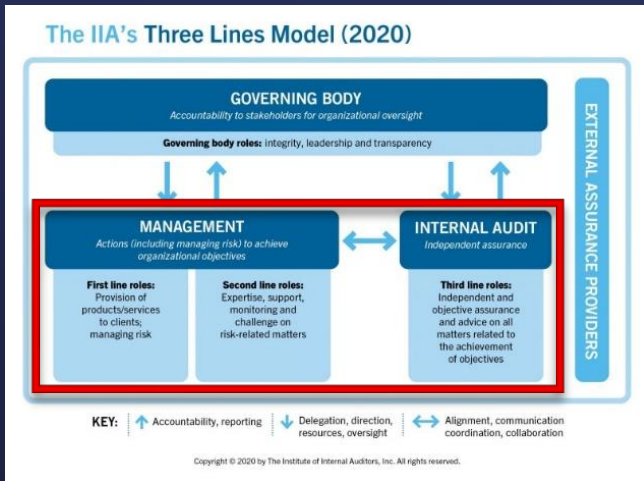 The IIA's Three Lines Model (2020)
GOVERNING BODY
Accountability to stakeholders for organizational oversight
Governing body roles: integrity, leadership and transparency
MANAGEMENT
Actions (including managing risk) to achieve
organizational objectives
First line roles:
Provision of
products/services
to clients;
managing risk
Second line roles:
Expertise, support,
monitoring and
challenge on
risk-related matters
INTERNAL AUDIT
Independent assurance
Third line roles:
Independent and
objective assurance
and advice on all
matters related to
the achievement
of objectives
EXTERNAL ASSURANCE PROVIDERS
KEY:
Accountability, reporting
Delegation, direction,
resources, oversight
Alignment, communication
coordination, collaboration
Copyright © 2020 by The Institute of Internal Auditors, Inc. All rights reserved.